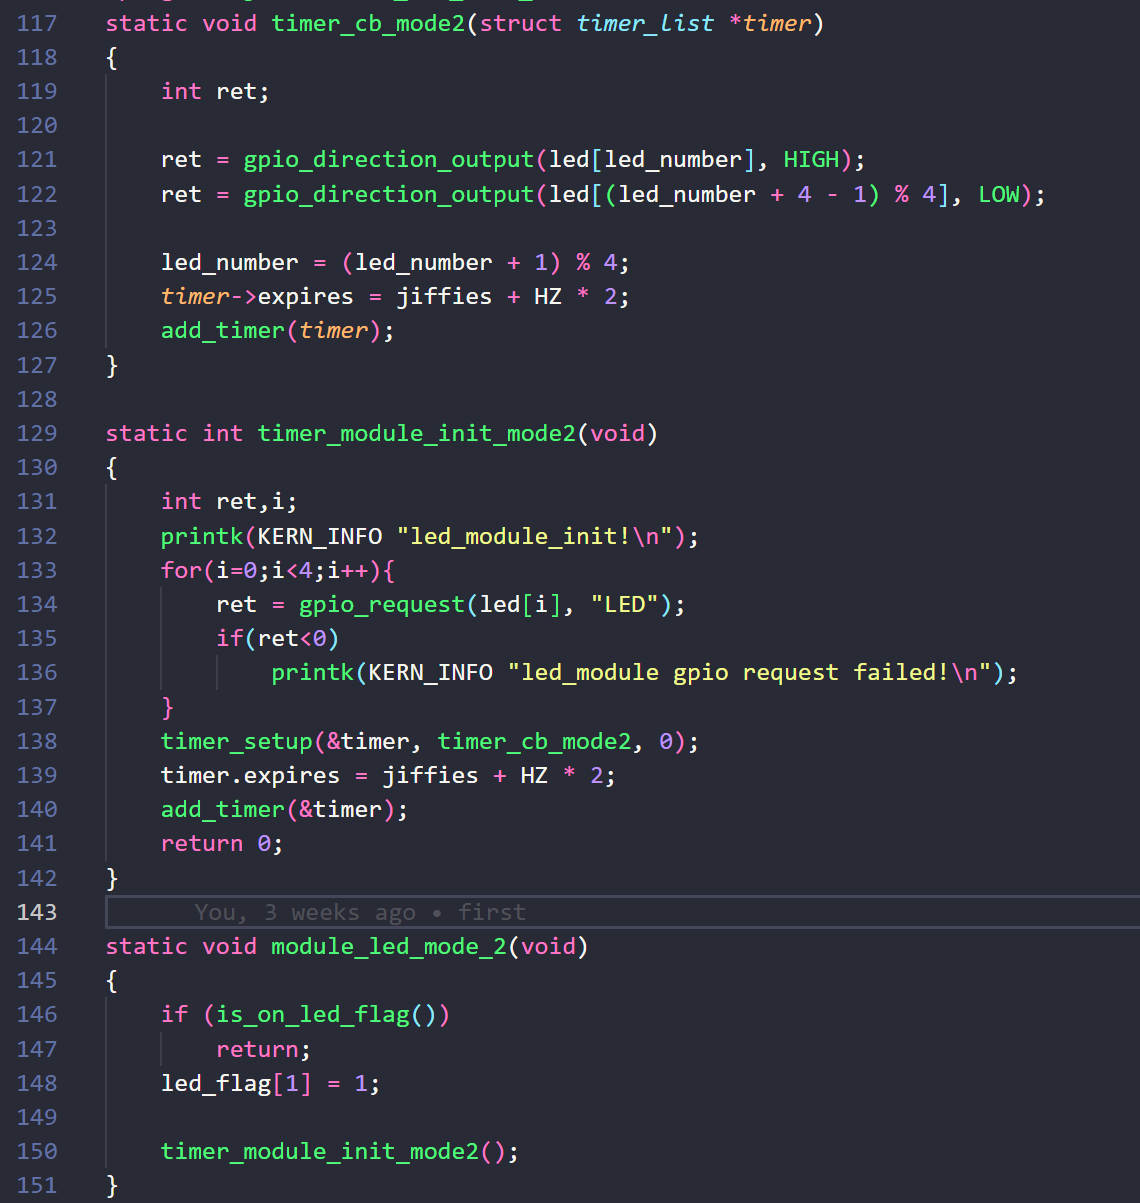 117 static void timer_cb_mode2(struct timer_list *timer)
118 {
119     int ret;
120
121     ret = gpio_direction_output(led[led_number], HIGH);
122     ret = gpio_direction_output(led[(led_number + 4 - 1) % 4], LOW);
123
124     led_number = (led_number + 1) % 4;
125     timer->expires = jiffies + HZ * 2;
126     add_timer(timer);
127 }
128
129 static int timer_module_init_mode2(void)
130 {
131     int ret,i;
132     printk(KERN_INFO "led_module_init!\n");
133     for(i=0;i<4;i++){
134         ret = gpio_request(led[i], "LED");
135         if(ret<0)
136             printk(KERN_INFO "led_module gpio request failed!\n");
137     }
138     timer_setup(&timer, timer_cb_mode2, 0);
139     timer.expires = jiffies + HZ * 2;
140     add_timer(&timer);
141     return 0;
142 }
143 You, 3 weeks ago • first
144 static void module_led_mode_2(void)
145 {
146     if (is_on_led_flag())
147         return;
148     led_flag[1] = 1;
149
150     timer_module_init_mode2();
151 }